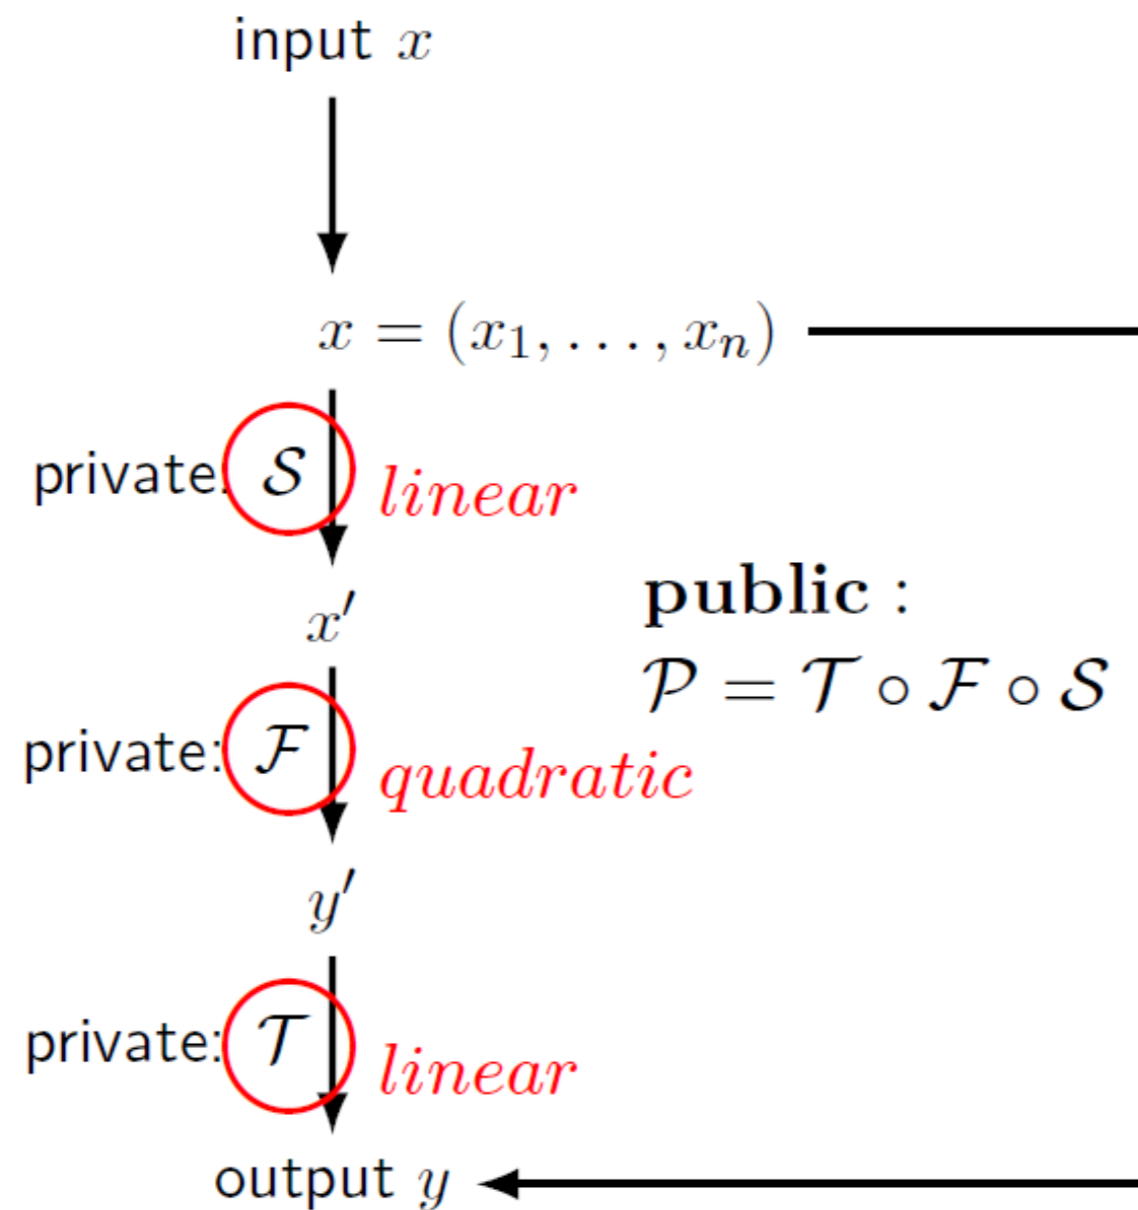 input x
x = (x₁, . . . , xₙ)
private: 𝒮 linear
x′
public :
𝒫 = 𝒯 ∘ ℱ ∘ 𝒮
private: ℱ quadratic
y′
private: 𝒯 linear
output y